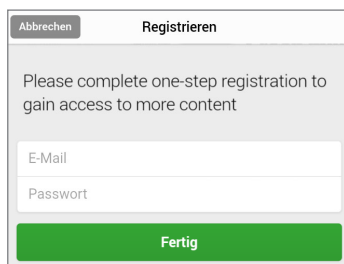 Abbrechen Registrieren
Please complete one-step registration to
gain access to more content
E-Mail
Passwort
Fertig